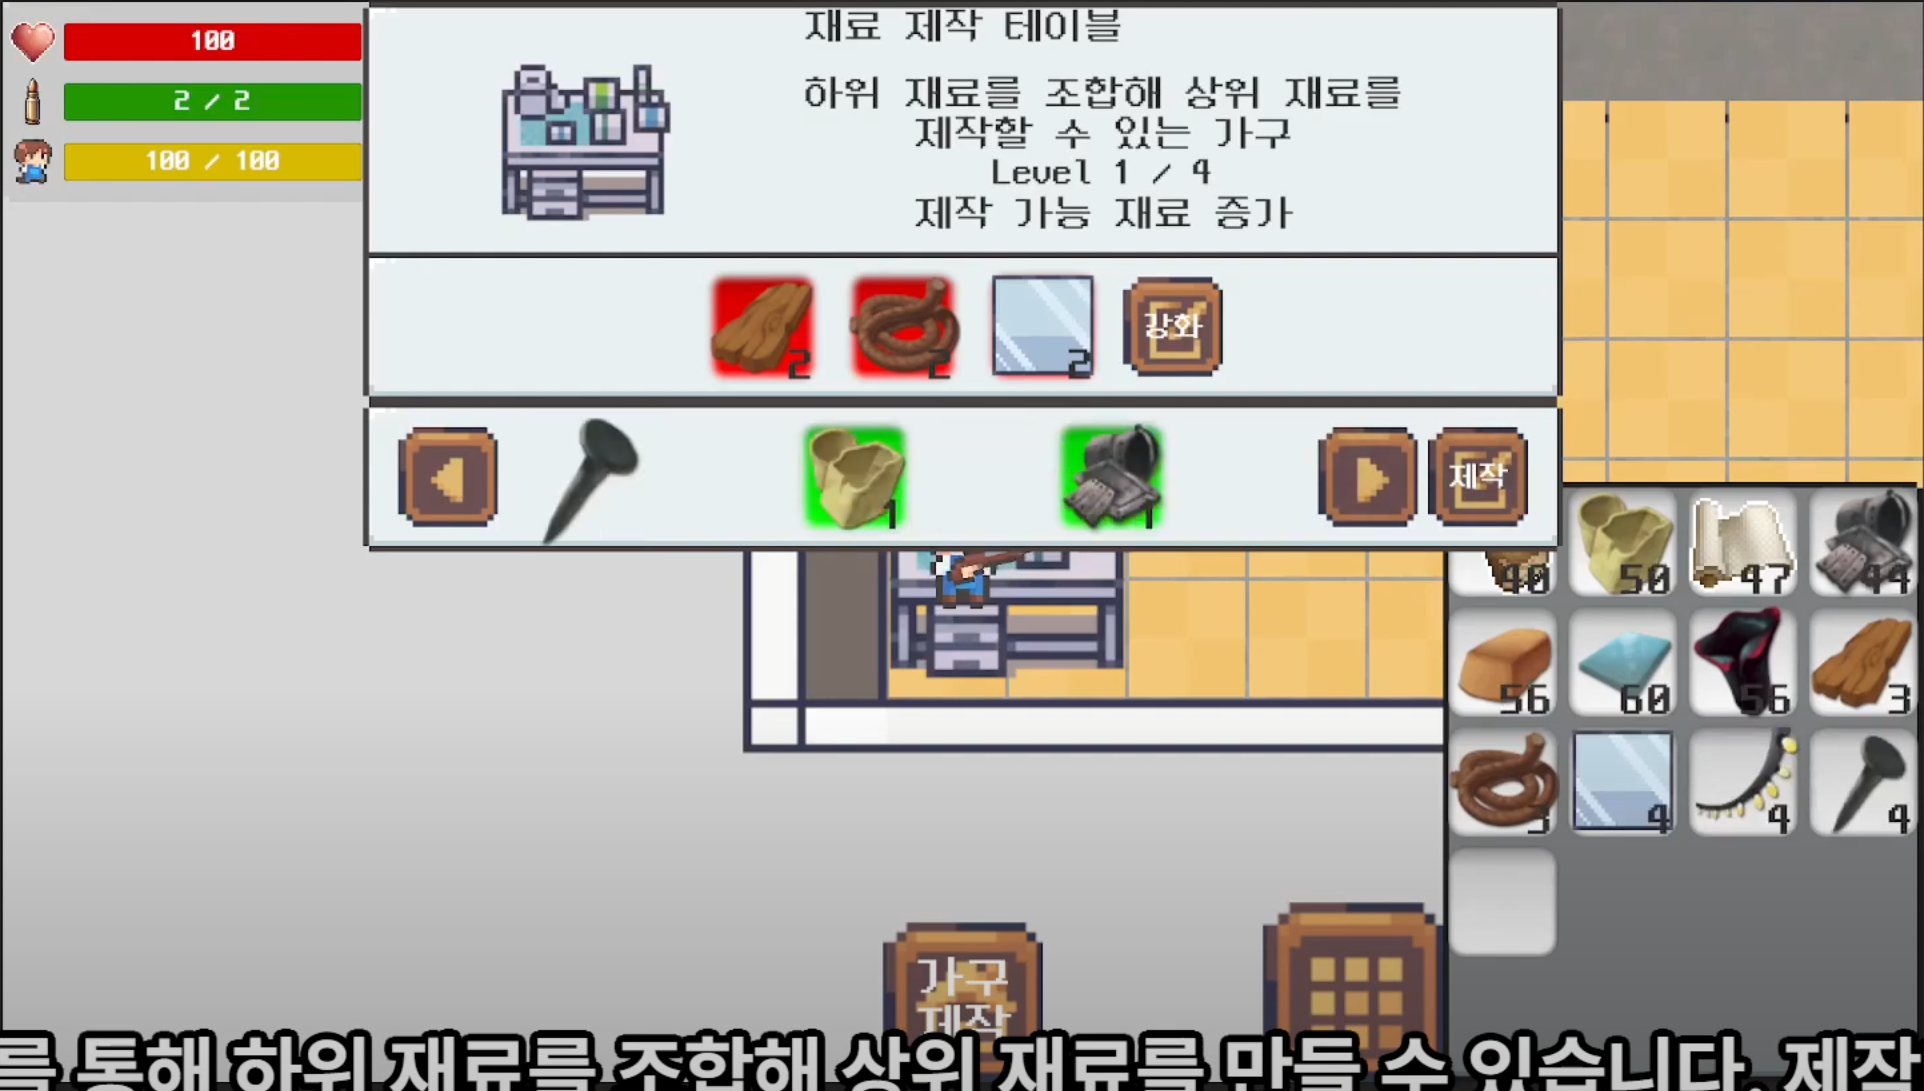 100
2 / 2
100 / 100
재료 제작 테이블
하위 재료를 조합해 상위 재료를
제작할 수 있는 가구
Level 1 / 4
제작 가능 재료 증가
2
2
2
강화
1
1
제작
40
50
47
44
56
60
56
3
3
4
4
4
가구
제작
를 통해 하위 재료를 조합해 상위 재료를 만들 수 있습니다. 제작